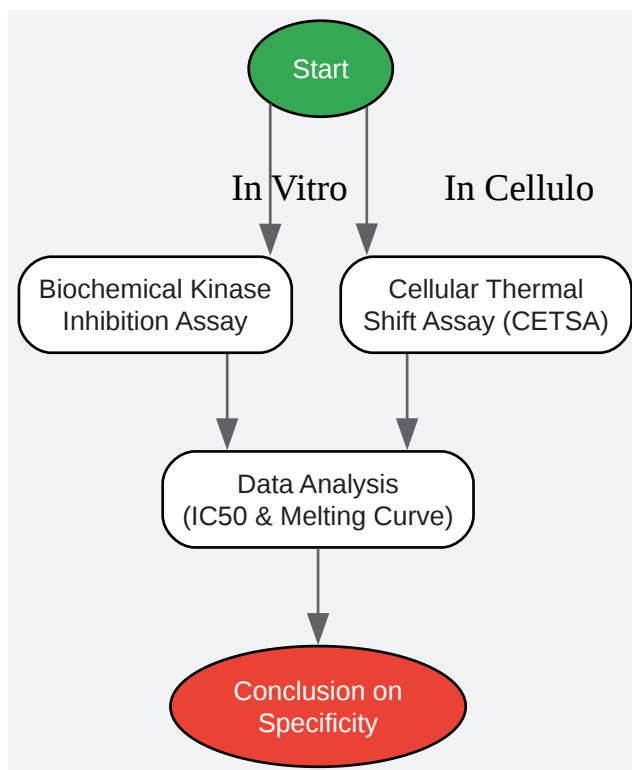 Start
In Vitro
In Cellulo
Biochemical Kinase
Inhibition Assay
Cellular Thermal
Shift Assay (CETSA)
Data Analysis
(IC50 & Melting Curve)
Conclusion on
Specificity